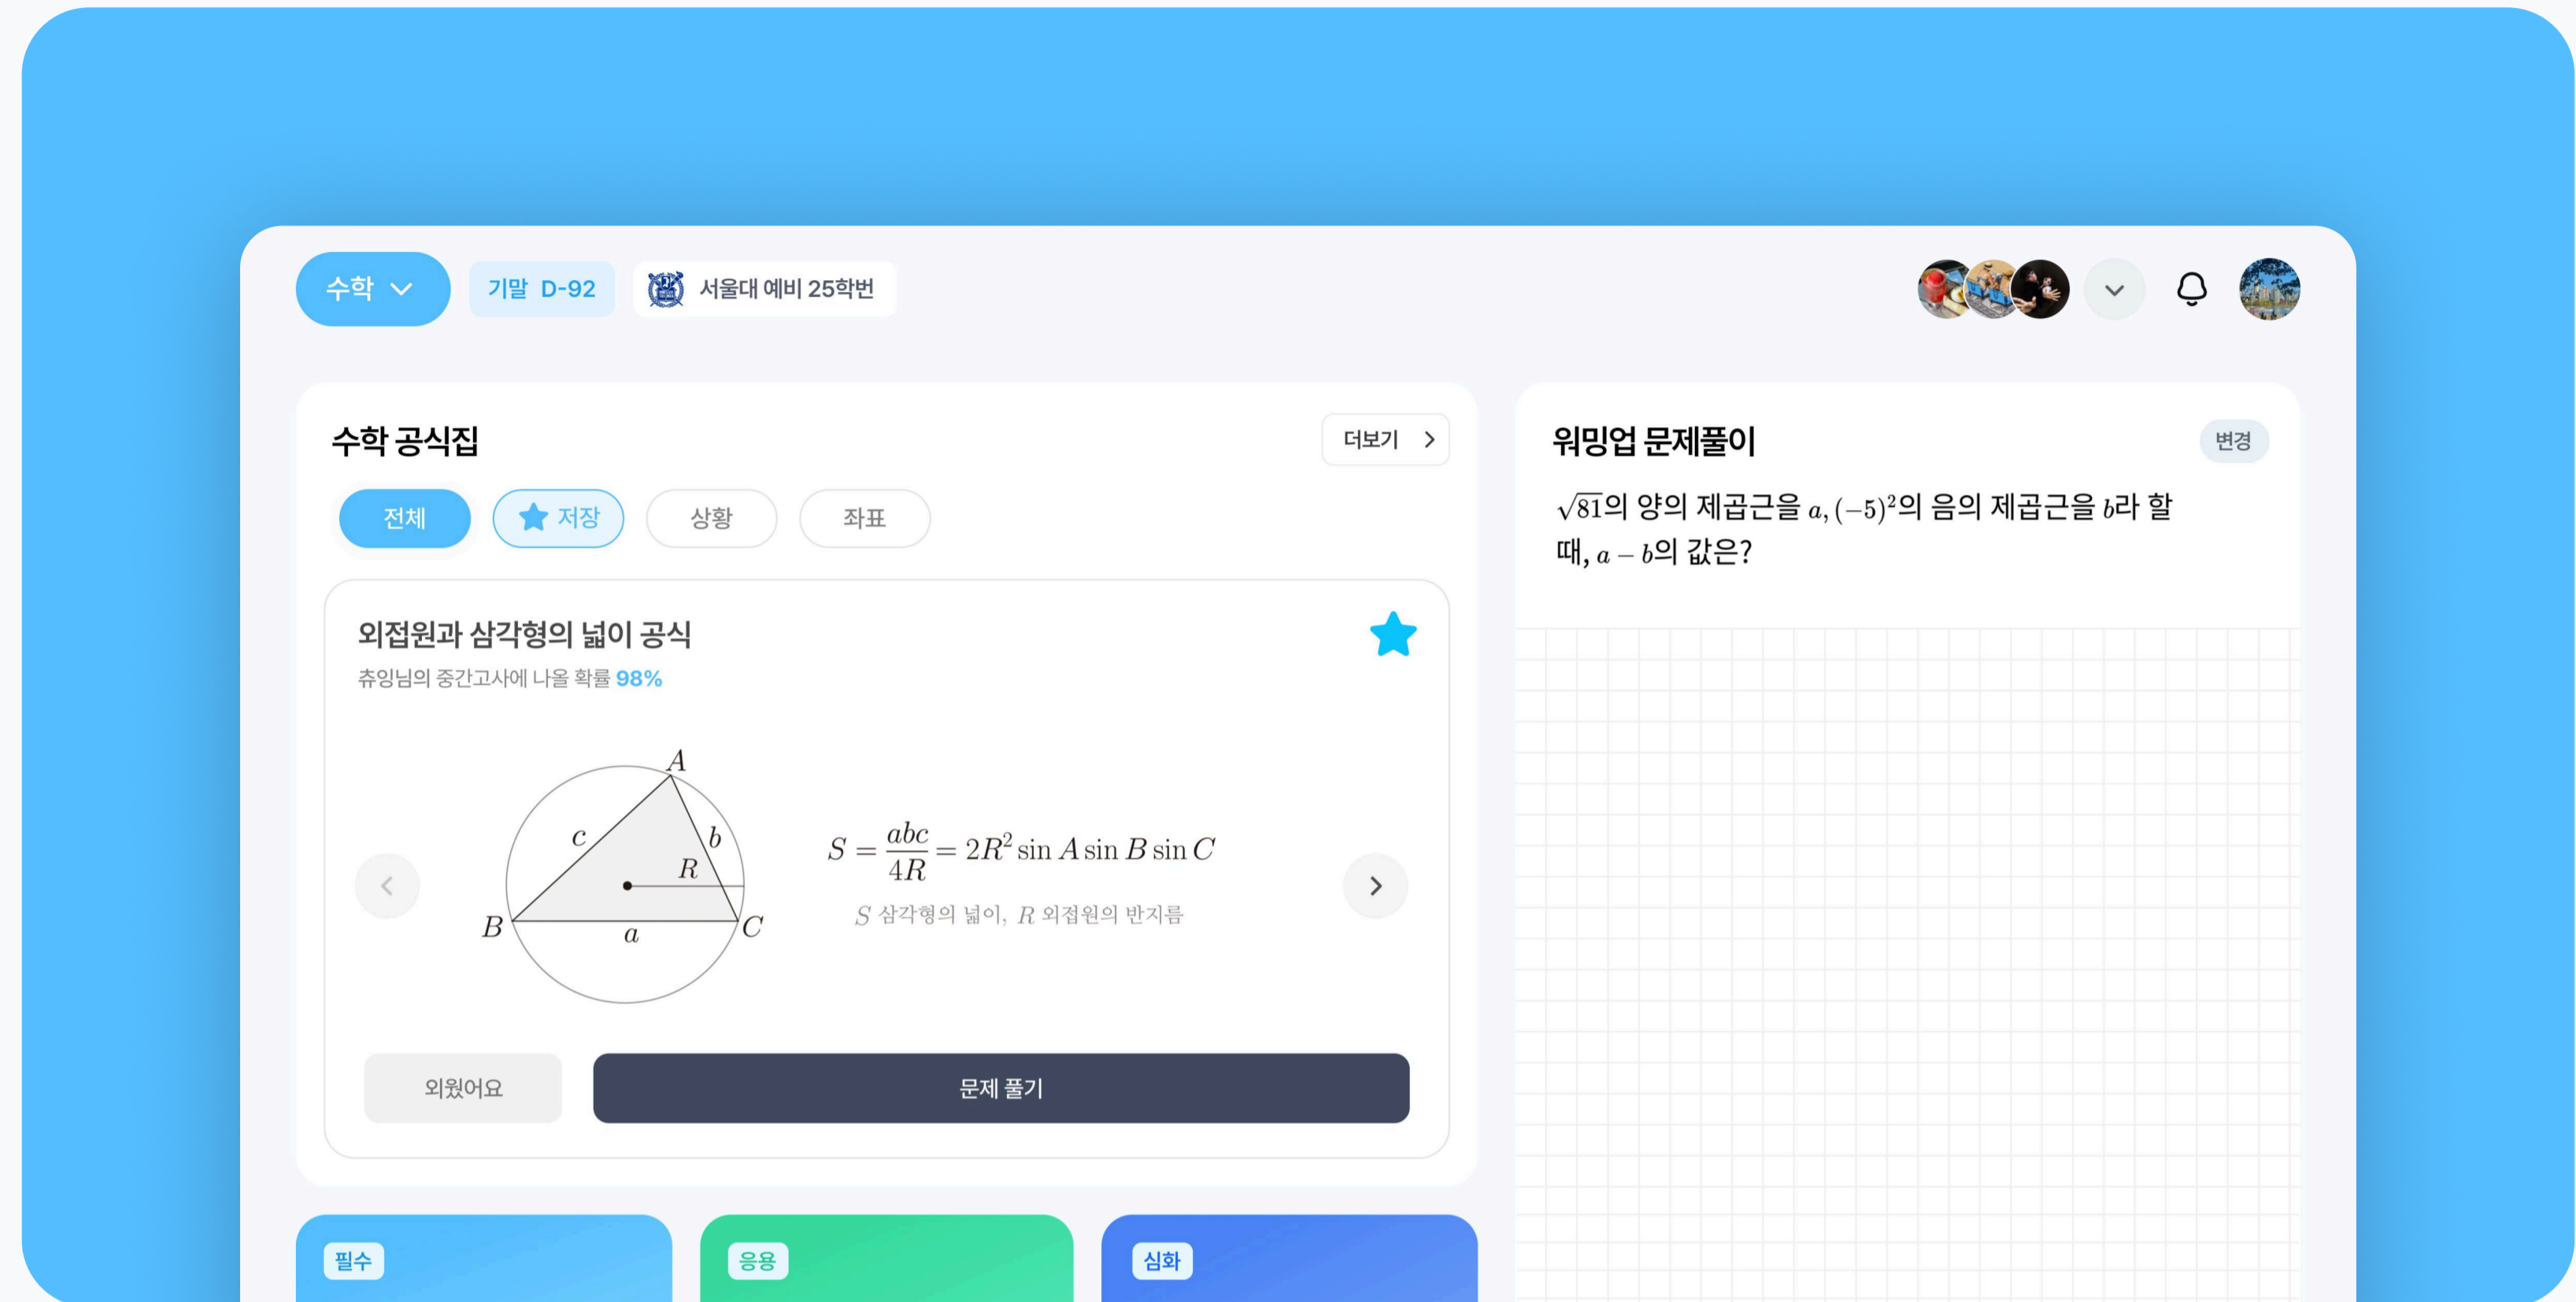 수학
기말 D-92
서울대 예비 25학번
수학 공식집
더보기
전체
저장
상황
좌표
외접원과 삼각형의 넓이 공식
츄잉님의 중간고사에 나올 확률 98%
A
c
b
R
B
a
C
S = abc/4R = 2R² sin A sin B sin C
S 삼각형의 넓이, R 외접원의 반지름
외웠어요
문제 풀기
필수
응용
심화
워밍업 문제풀이
변경
√81의 양의 제곱근을 a, (−5)²의 음의 제곱근을 b라 할
때, a − b의 값은?